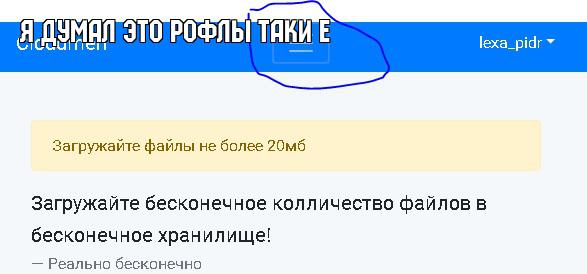 Я ДУМАЛ ЭТО РОФЛЫ ТАКИ Е
Cloudmen
lexa_pidr
Загружайте файлы не более 20мб
Загружайте бесконечное колличество файлов в
бесконечное хранилище!
— Реально бесконечно